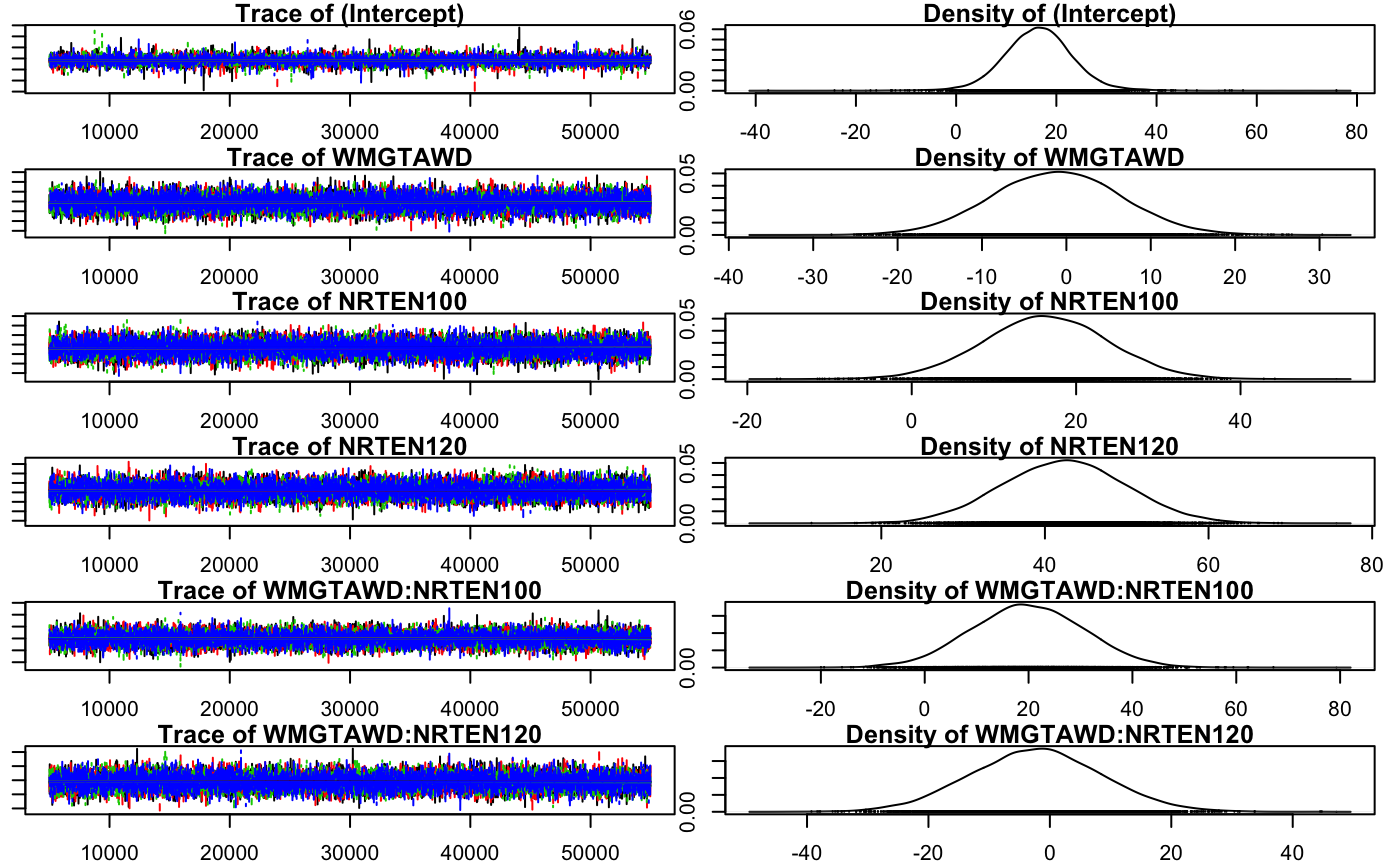 Trace of (Intercept)
Density of (Intercept)
10000 20000 30000 40000 50000
0.00 0.06
-40 -20 0 20 40 60 80
Trace of WMGTAWD
Density of WMGTAWD
10000 20000 30000 40000 50000
0.00 0.05
-40 -30 -20 -10 0 10 20 30
Trace of NRTEN100
Density of NRTEN100
10000 20000 30000 40000 50000
0.00 0.05
-20 0 20 40
Trace of NRTEN120
Density of NRTEN120
10000 20000 30000 40000 50000
0.00 0.05
20 40 60 80
Trace of WMGTAWD:NRTEN100
Density of WMGTAWD:NRTEN100
10000 20000 30000 40000 50000
0.00
-20 0 20 40 60 80
Trace of WMGTAWD:NRTEN120
Density of WMGTAWD:NRTEN120
10000 20000 30000 40000 50000
0.00
-40 -20 0 20 40